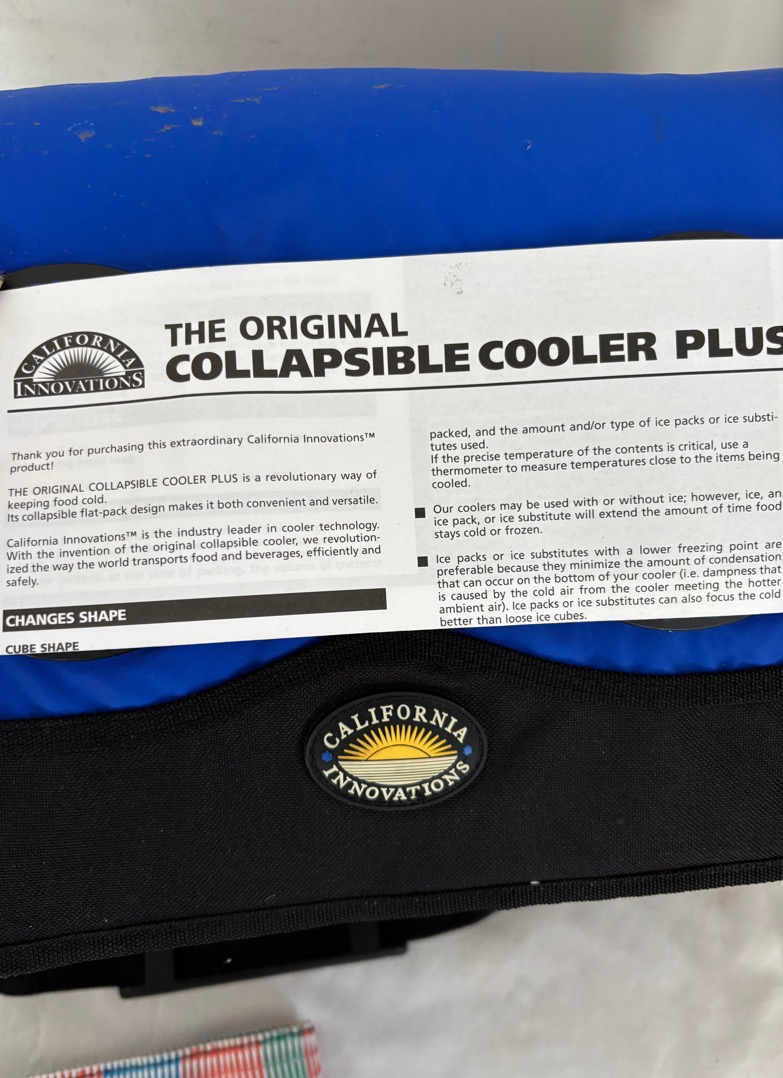 CALIFORNIA
INNOVATIONS
THE ORIGINAL
COLLAPSIBLE COOLER PLUS
Thank you for purchasing this extraordinary California Innovations™
product!
THE ORIGINAL COLLAPSIBLE COOLER PLUS is a revolutionary way of
keeping food cold.
Its collapsible flat-pack design makes it both convenient and versatile.
California Innovations™ is the industry leader in cooler technology.
With the invention of the original collapsible cooler, we revolution-
ized the way the world transports food and beverages, efficiently and
safely.
CHANGES SHAPE
CUBE SHAPE
packed, and the amount and/or type of ice packs or ice substi-
tutes used.
If the precise temperature of the contents is critical, use a
thermometer to measure temperatures close to the items being
cooled.
■ Our coolers may be used with or without ice; however, ice, an
ice pack, or ice substitute will extend the amount of time food
stays cold or frozen.
■ Ice packs or ice substitutes with a lower freezing point are
preferable because they minimize the amount of condensation
that can occur on the bottom of your cooler (i.e. dampness that
is caused by the cold air from the cooler meeting the hotter
ambient air). Ice packs or ice substitutes can also focus the cold
better than loose ice cubes.
CALIFORNIA
INNOVATIONS